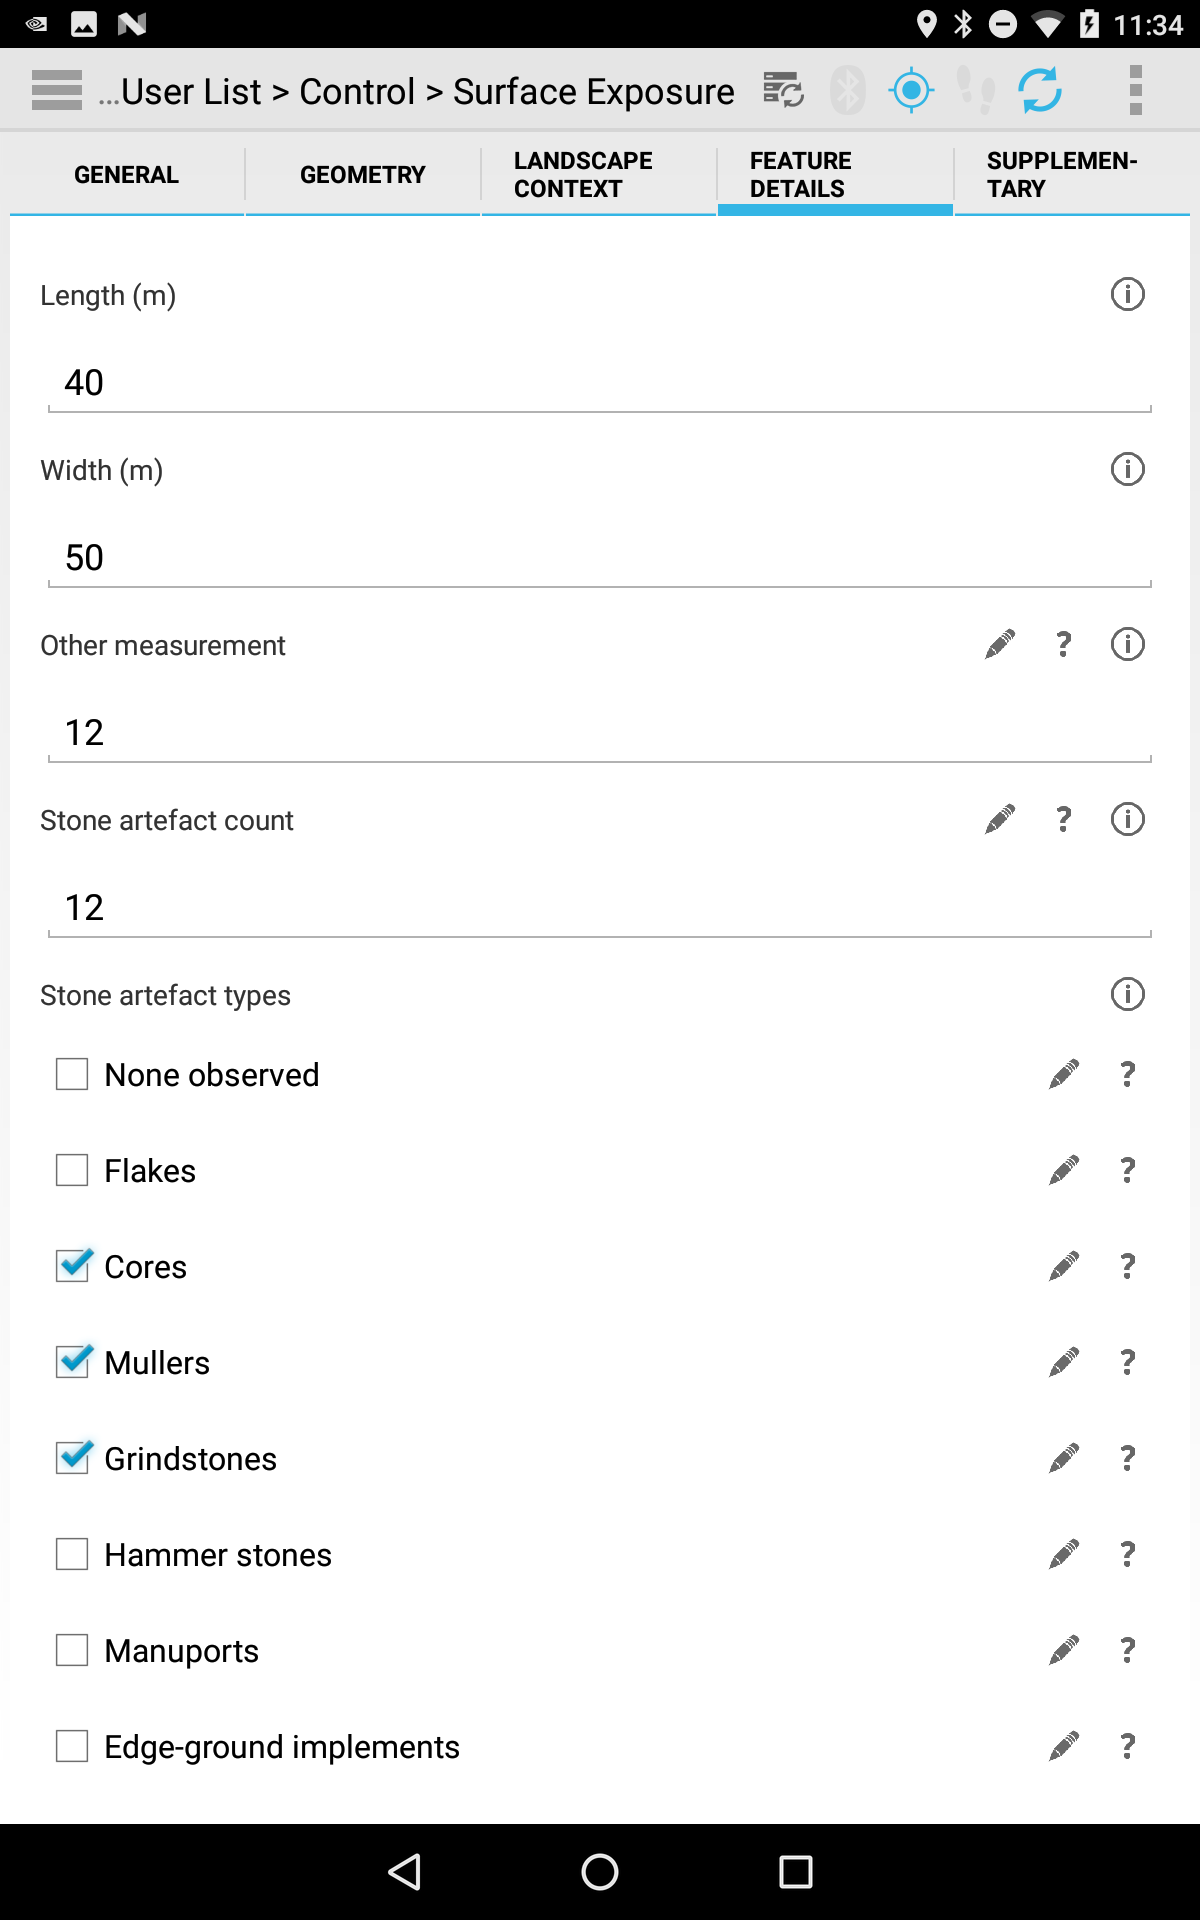 11:34
...User List > Control > Surface Exposure
GENERAL
GEOMETRY
LANDSCAPE
CONTEXT
FEATURE
DETAILS
SUPPLEMEN-
TARY
Length (m)
40
Width (m)
50
Other measurement
?
12
Stone artefact count
?
12
Stone artefact types
None observed
?
Flakes
?
Cores
?
Mullers
?
Grindstones
?
Hammer stones
?
Manuports
?
Edge-ground implements
?